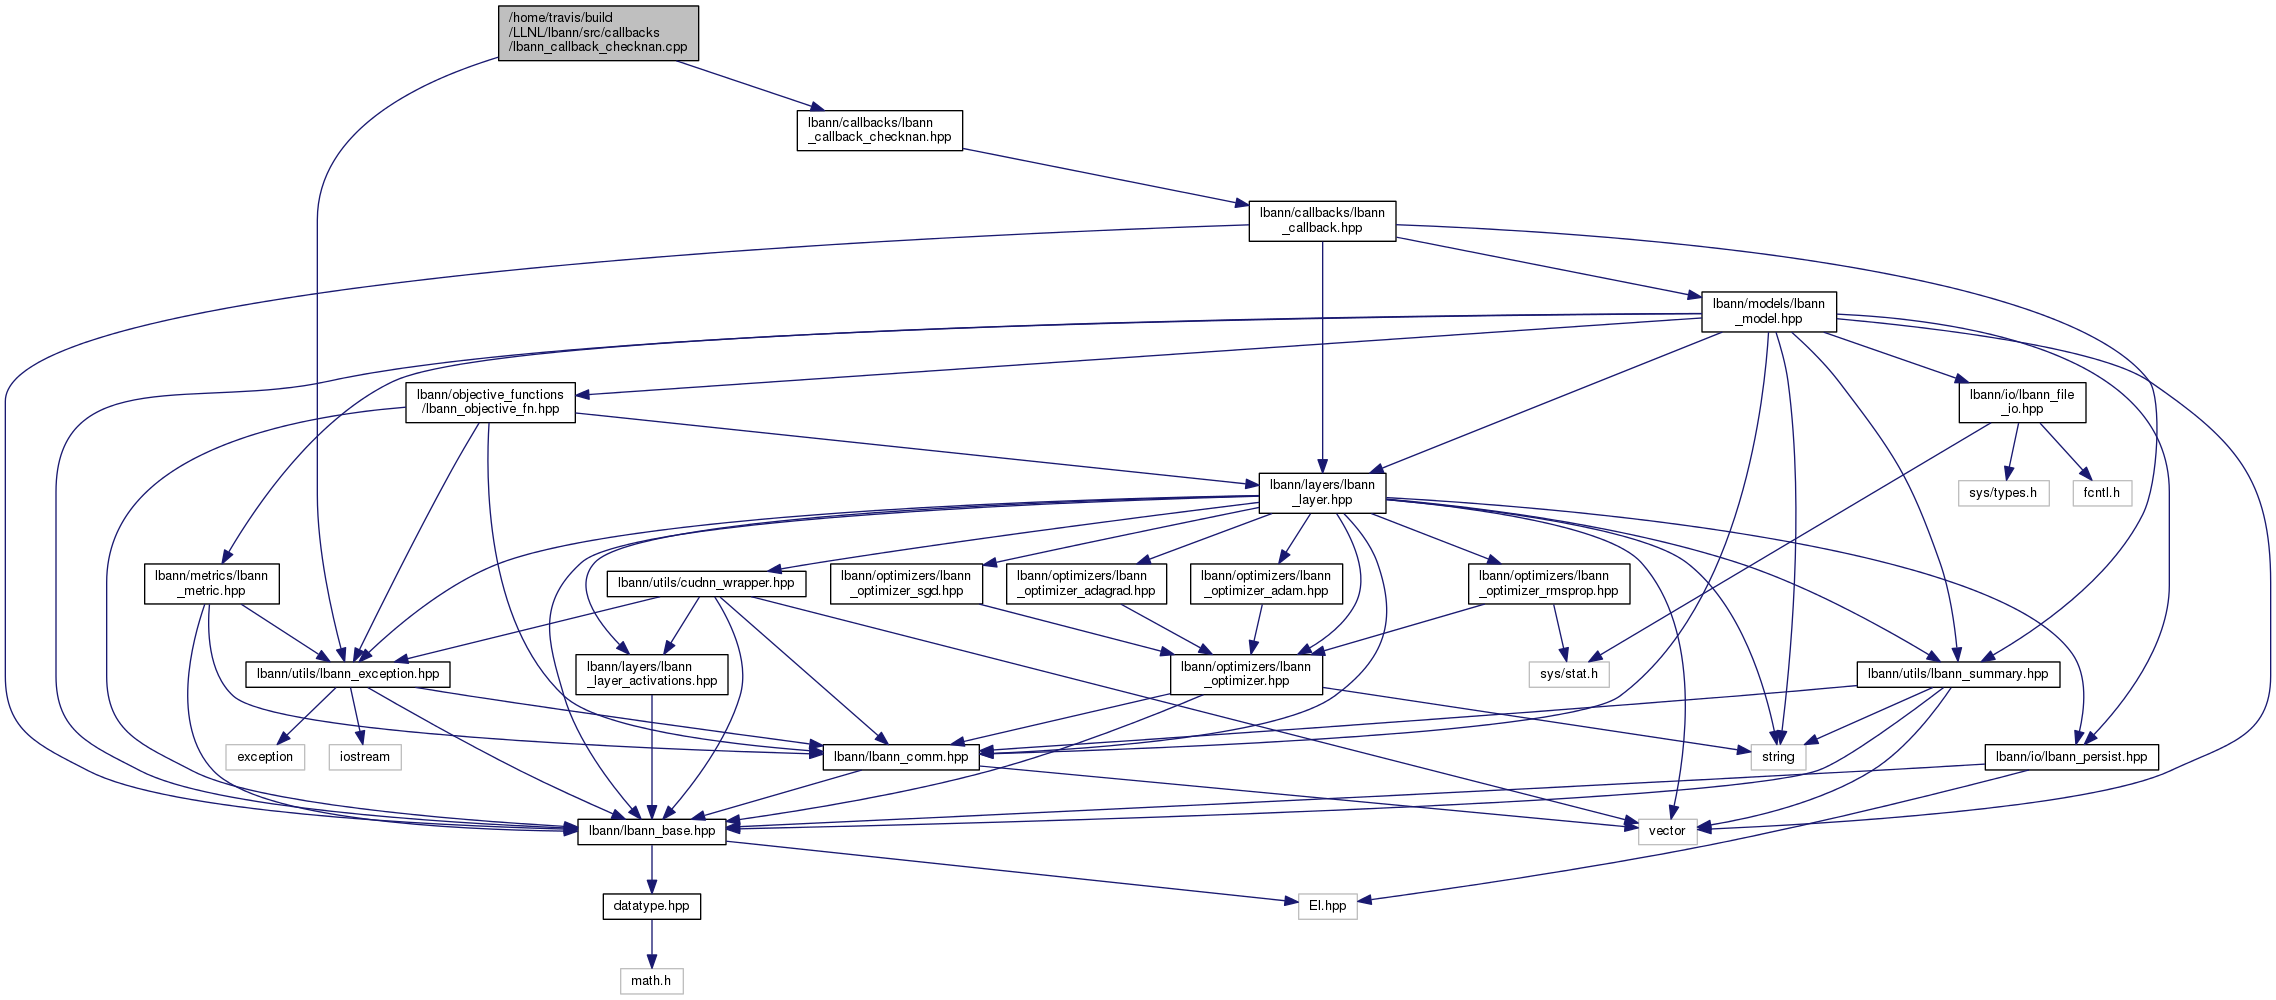 /home/travis/build
/LLNL/lbann/src/callbacks
/lbann_callback_checknan.cpp
lbann/callbacks/lbann
_callback_checknan.hpp
lbann/callbacks/lbann
_callback.hpp
lbann/models/lbann
_model.hpp
lbann/objective_functions
/lbann_objective_fn.hpp
lbann/io/lbann_file
_io.hpp
lbann/layers/lbann
_layer.hpp
sys/types.h
fcntl.h
lbann/metrics/lbann
_metric.hpp
lbann/utils/cudnn_wrapper.hpp
lbann/optimizers/lbann
_optimizer_sgd.hpp
lbann/optimizers/lbann
_optimizer_adagrad.hpp
lbann/optimizers/lbann
_optimizer_adam.hpp
lbann/optimizers/lbann
_optimizer_rmsprop.hpp
lbann/utils/lbann_exception.hpp
lbann/layers/lbann
_layer_activations.hpp
lbann/optimizers/lbann
_optimizer.hpp
sys/stat.h
lbann/utils/lbann_summary.hpp
exception
iostream
lbann/lbann_comm.hpp
string
lbann/io/lbann_persist.hpp
lbann/lbann_base.hpp
vector
datatype.hpp
El.hpp
math.h